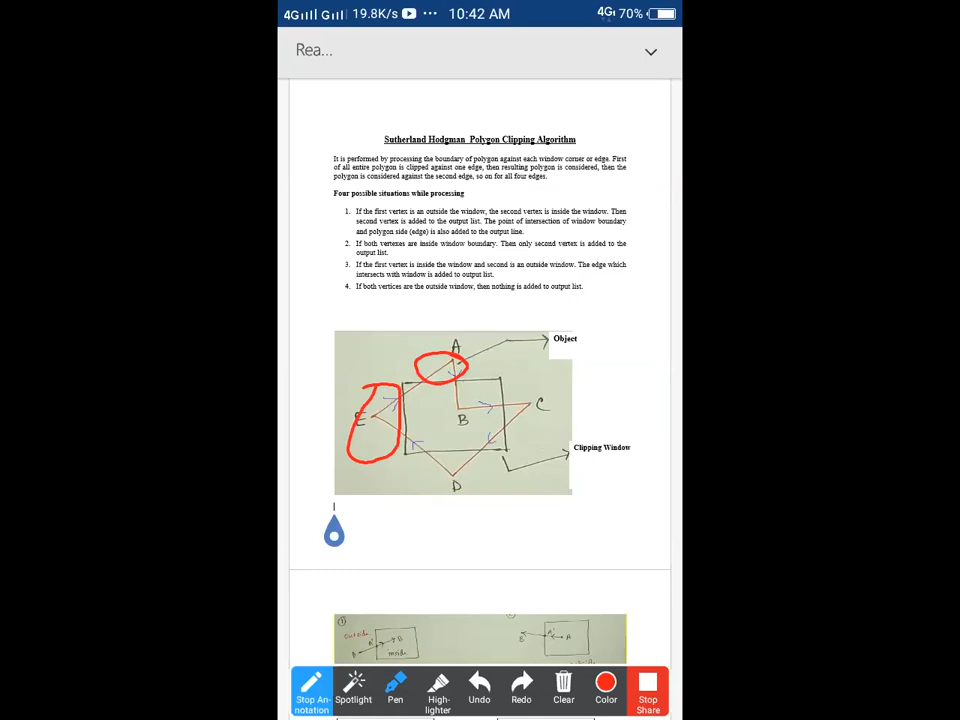 4G G 19.8K/s ... 10:42 AM 4G 70%
Rea...
Sutherland Hodgman Polygon Clipping Algorithm
It is performed by processing the boundary of polygon against each window corner or edge. First
of all entire polygon is clipped against one edge, then resulting polygon is considered, then the
polygon is considered against the second edge, so on for all four edges.
Four possible situations while processing
1. If the first vertex is an outside the window, the second vertex is inside the window. Then
second vertex is added to the output list. The point of intersection of window boundary
and polygon side (edge) is also added to the output line.
2. If both vertexes are inside window boundary. Then only second vertex is added to the
output list.
3. If the first vertex is inside the window and second is an outside window. The edge which
intersects with window is added to output list.
4. If both vertices are the outside window, then nothing is added to output list.
A
Object
E B C
Clipping Window
D
1
outside A' B
inside
B A' A
Stop An-
notation
Spotlight
Pen
High-
lighter
Undo
Redo
Clear
Color
Stop
Share